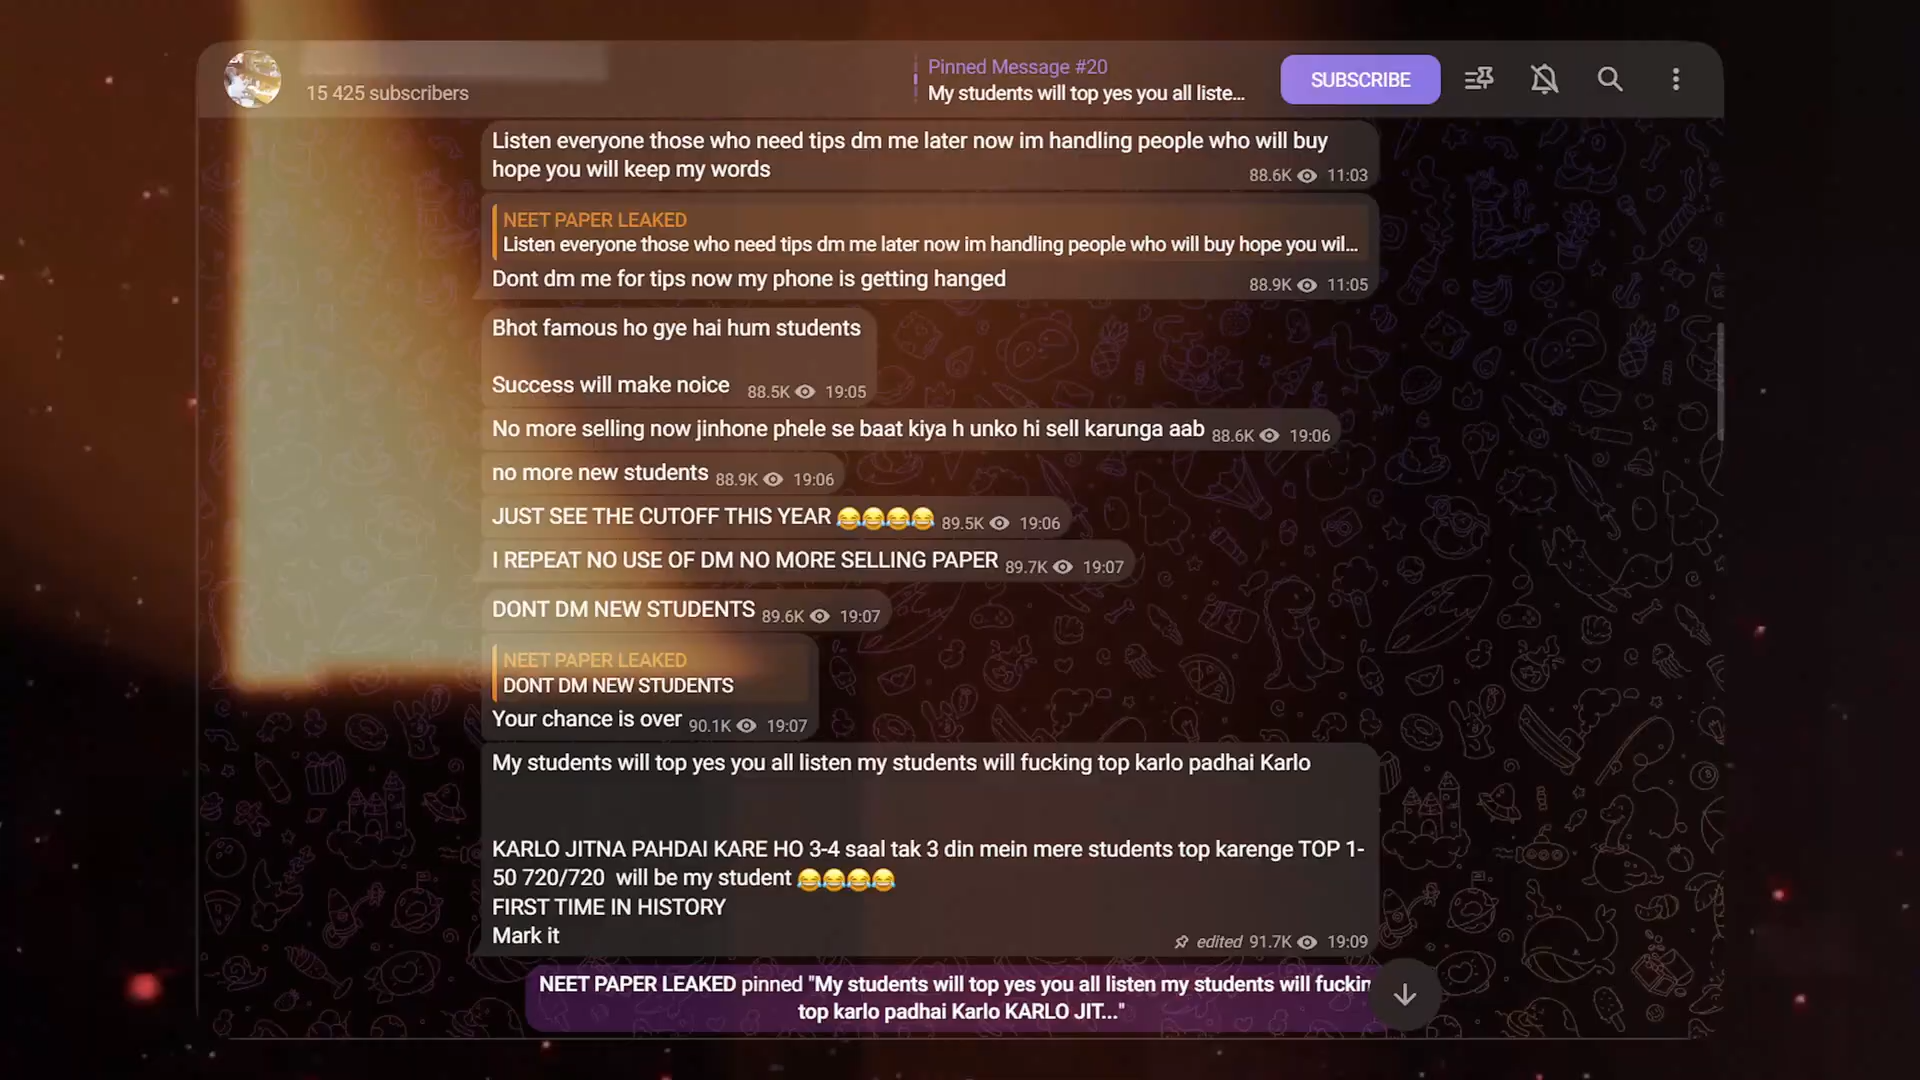 15 425 subscribers
Pinned Message #20
My students will top yes you all liste...
SUBSCRIBE
Listen everyone those who need tips dm me later now im handling people who will buy
hope you will keep my words
88.6K 11:03
NEET PAPER LEAKED
Listen everyone those who need tips dm me later now im handling people who will buy hope you wil...
Dont dm me for tips now my phone is getting hanged
88.9K 11:05
Bhot famous ho gye hai hum students
Success will make noice 88.5K 19:05
No more selling now jinhone phele se baat kiya h unko hi sell karunga aab 88.6K 19:06
no more new students 88.9K 19:06
JUST SEE THE CUTOFF THIS YEAR 😂😂😂😂 89.5K 19:06
I REPEAT NO USE OF DM NO MORE SELLING PAPER 89.7K 19:07
DONT DM NEW STUDENTS 89.6K 19:07
NEET PAPER LEAKED
DONT DM NEW STUDENTS
Your chance is over 90.1K 19:07
My students will top yes you all listen my students will fucking top karlo padhai Karlo
KARLO JITNA PAHDAI KARE HO 3-4 saal tak 3 din mein mere students top karenge TOP 1-
50 720/720 will be my student 😂😂😂😂
FIRST TIME IN HISTORY
Mark it
edited 91.7K 19:09
NEET PAPER LEAKED pinned "My students will top yes you all listen my students will fuckin
top karlo padhai Karlo KARLO JIT..."